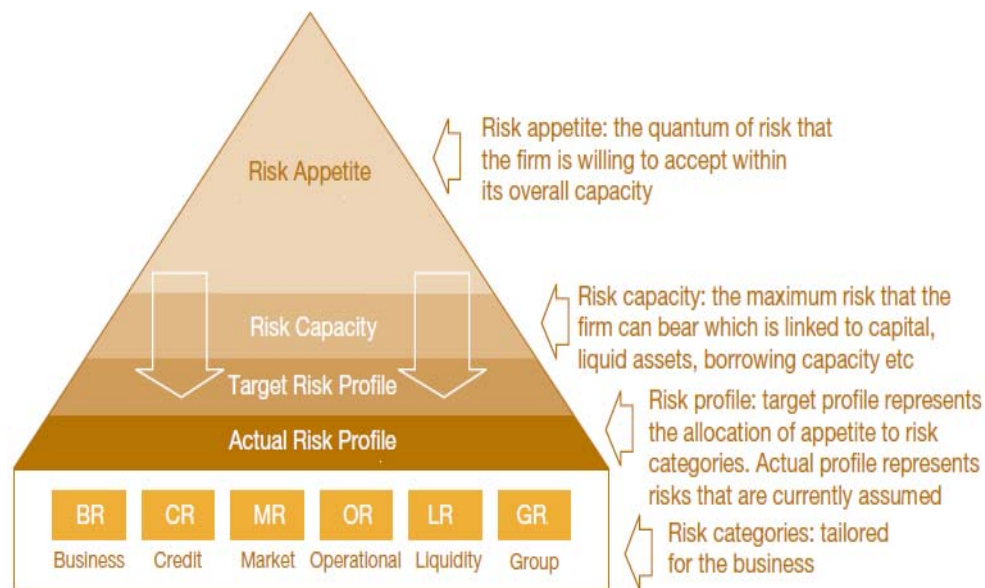 Risk Appetite
Risk appetite: the quantum of risk that
the firm is willing to accept within
its overall capacity
Risk Capacity
Risk capacity: the maximum risk that the
firm can bear which is linked to capital,
liquid assets, borrowing capacity etc
Target Risk Profile
Actual Risk Profile
Risk profile: target profile represents
the allocation of appetite to risk
categories. Actual profile represents
risks that are currently assumed
BR CR MR OR LR GR
Business Credit Market Operational Liquidity Group
Risk categories: tailored
for the business